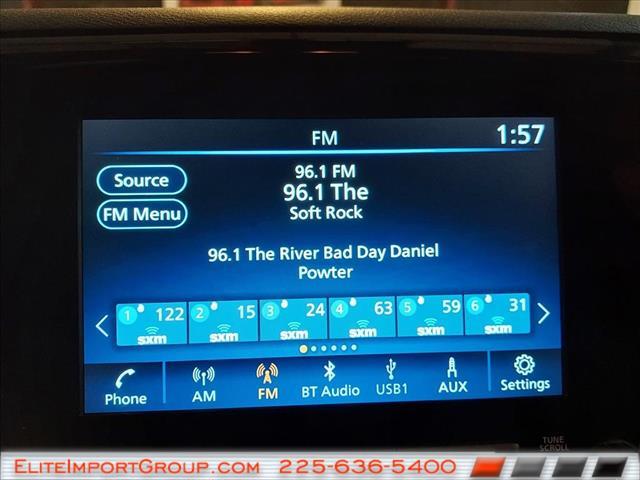 FM
1:57
Source
96.1 FM
96.1 The
FM Menu
Soft Rock
96.1 The River Bad Day Daniel
Powter
1 122 2 15 3 24 4 63 5 59 6 31
sxm sxm sxm sxm sxm sxm
Phone AM FM BT Audio USB1 AUX Settings
TUNE
SCROLL
EliteImportGroup.com 225-636-5400